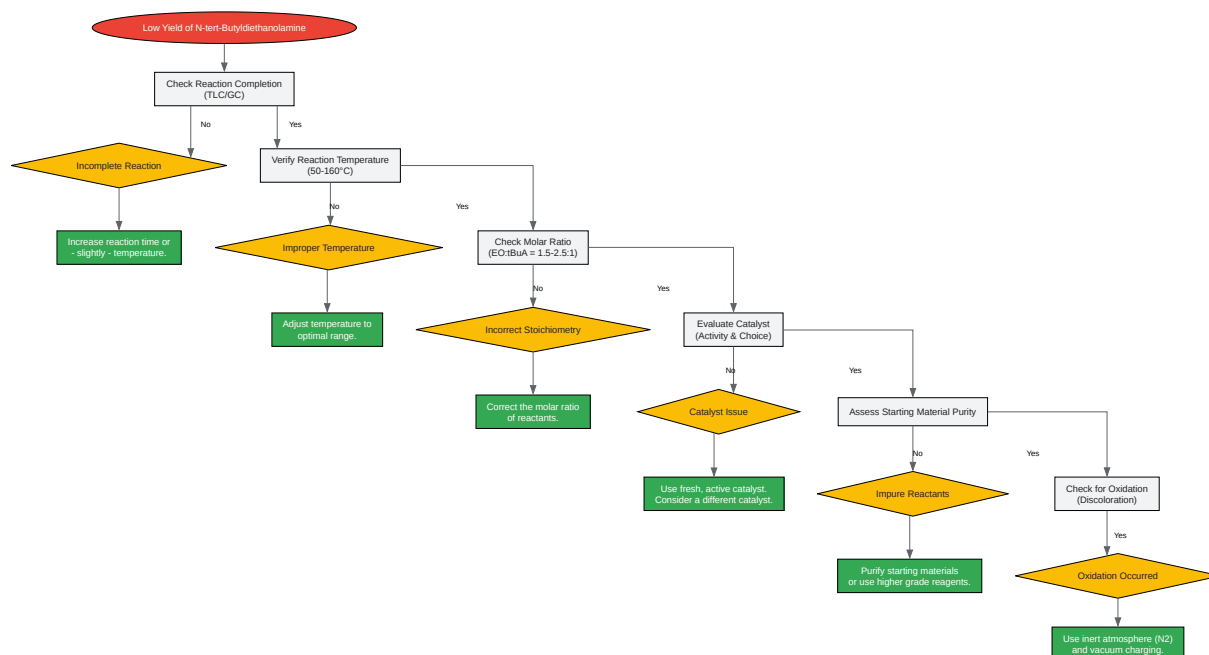 Low Yield of N-tert-Butyldiethanolamine
Check Reaction Completion
(TLC/GC)
No
Yes
Incomplete Reaction
Verify Reaction Temperature
(50-160°C)
Increase reaction time or
- slightly - temperature.
No
Yes
Improper Temperature
Check Molar Ratio
(EO:tBuA = 1.5-2.5:1)
Adjust temperature to
optimal range.
No
Yes
Incorrect Stoichiometry
Evaluate Catalyst
(Activity & Choice)
Correct the molar ratio
of reactants.
No
Yes
Catalyst Issue
Assess Starting Material Purity
Use fresh, active catalyst.
Consider a different catalyst.
No
Yes
Impure Reactants
Check for Oxidation
(Discoloration)
Purify starting materials
or use higher grade reagents.
Yes
Oxidation Occurred
Use inert atmosphere (N2)
and vacuum charging.